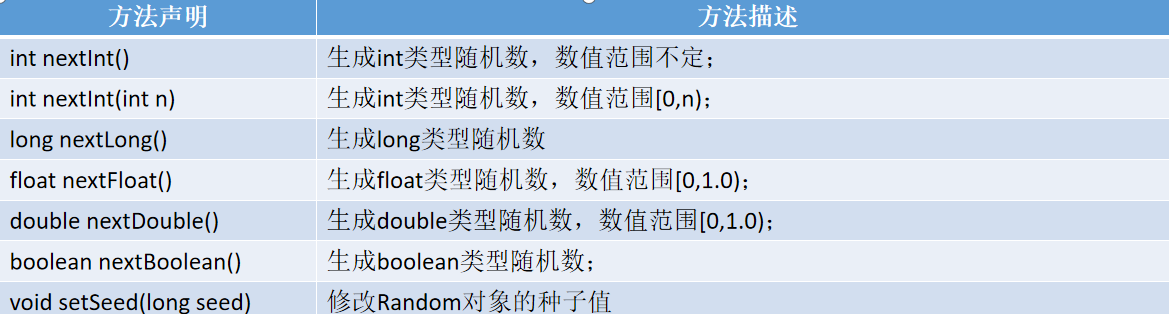 方法声明 方法描述
int nextInt() 生成int类型随机数，数值范围不定；
int nextInt(int n) 生成int类型随机数，数值范围[0,n)；
long nextLong() 生成long类型随机数
float nextFloat() 生成float类型随机数，数值范围[0,1.0)；
double nextDouble() 生成double类型随机数，数值范围[0,1.0)；
boolean nextBoolean() 生成boolean类型随机数；
void setSeed(long seed) 修改Random对象的种子值